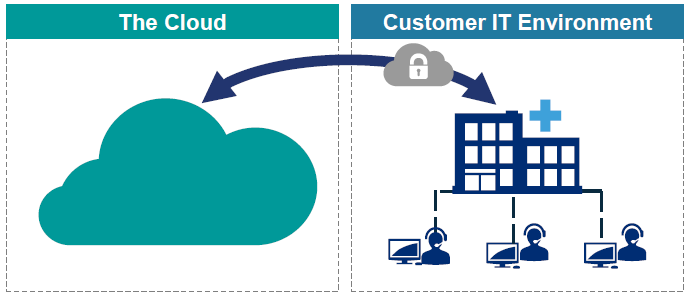 The Cloud
Customer IT Environment